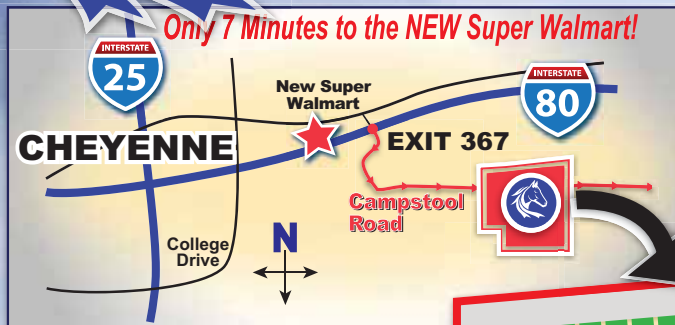 Only 7 Minutes to the NEW Super Walmart!
INTERSTATE
25
New Super
Walmart
INTERSTATE
80
CHEYENNE
EXIT 367
Campstool
Road
College
Drive
N